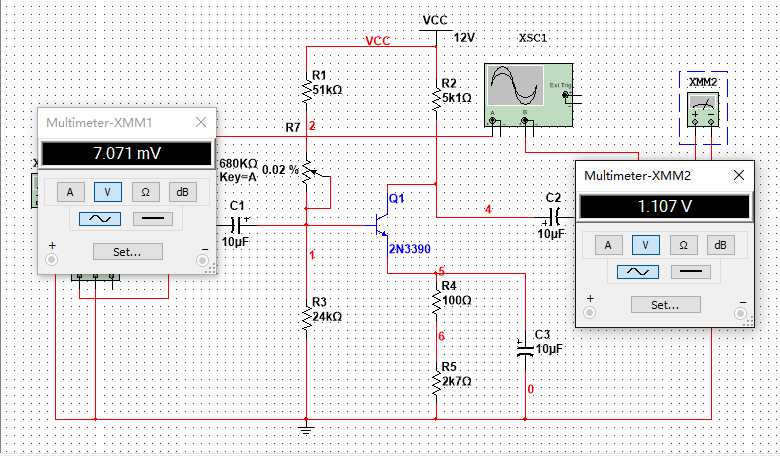 VCC
12V
VCC
XSC1
Ext Trig
A
B
XMM2
R1
51kΩ
R2
5k1Ω
Multimeter-XMM1
7.071 mV
A
V
Ω
dB
Set...
+
−
R7
2
680KΩ
Key=A
0.02 %
C1
10µF
Q1
2N3390
4
C2
10µF
1
Multimeter-XMM2
1.107 V
A
V
Ω
dB
Set...
+
−
5
R4
100Ω
R3
24kΩ
6
C3
10µF
R5
2k7Ω
0